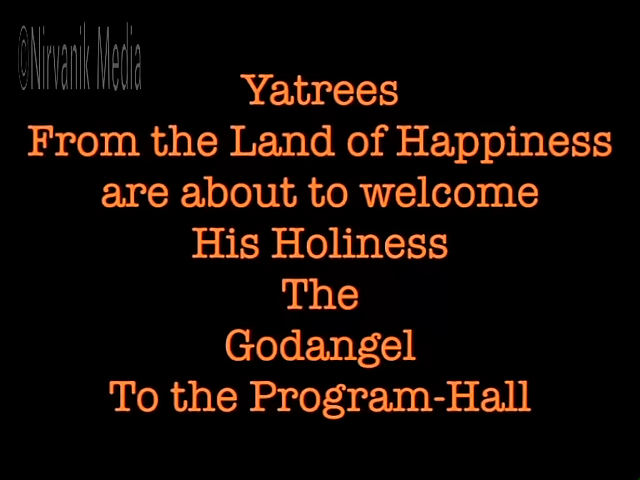 ©Nirvanik Media
Yatrees
From the Land of Happiness
are about to welcome
His Holiness
The
Godangel
To the Program-Hall